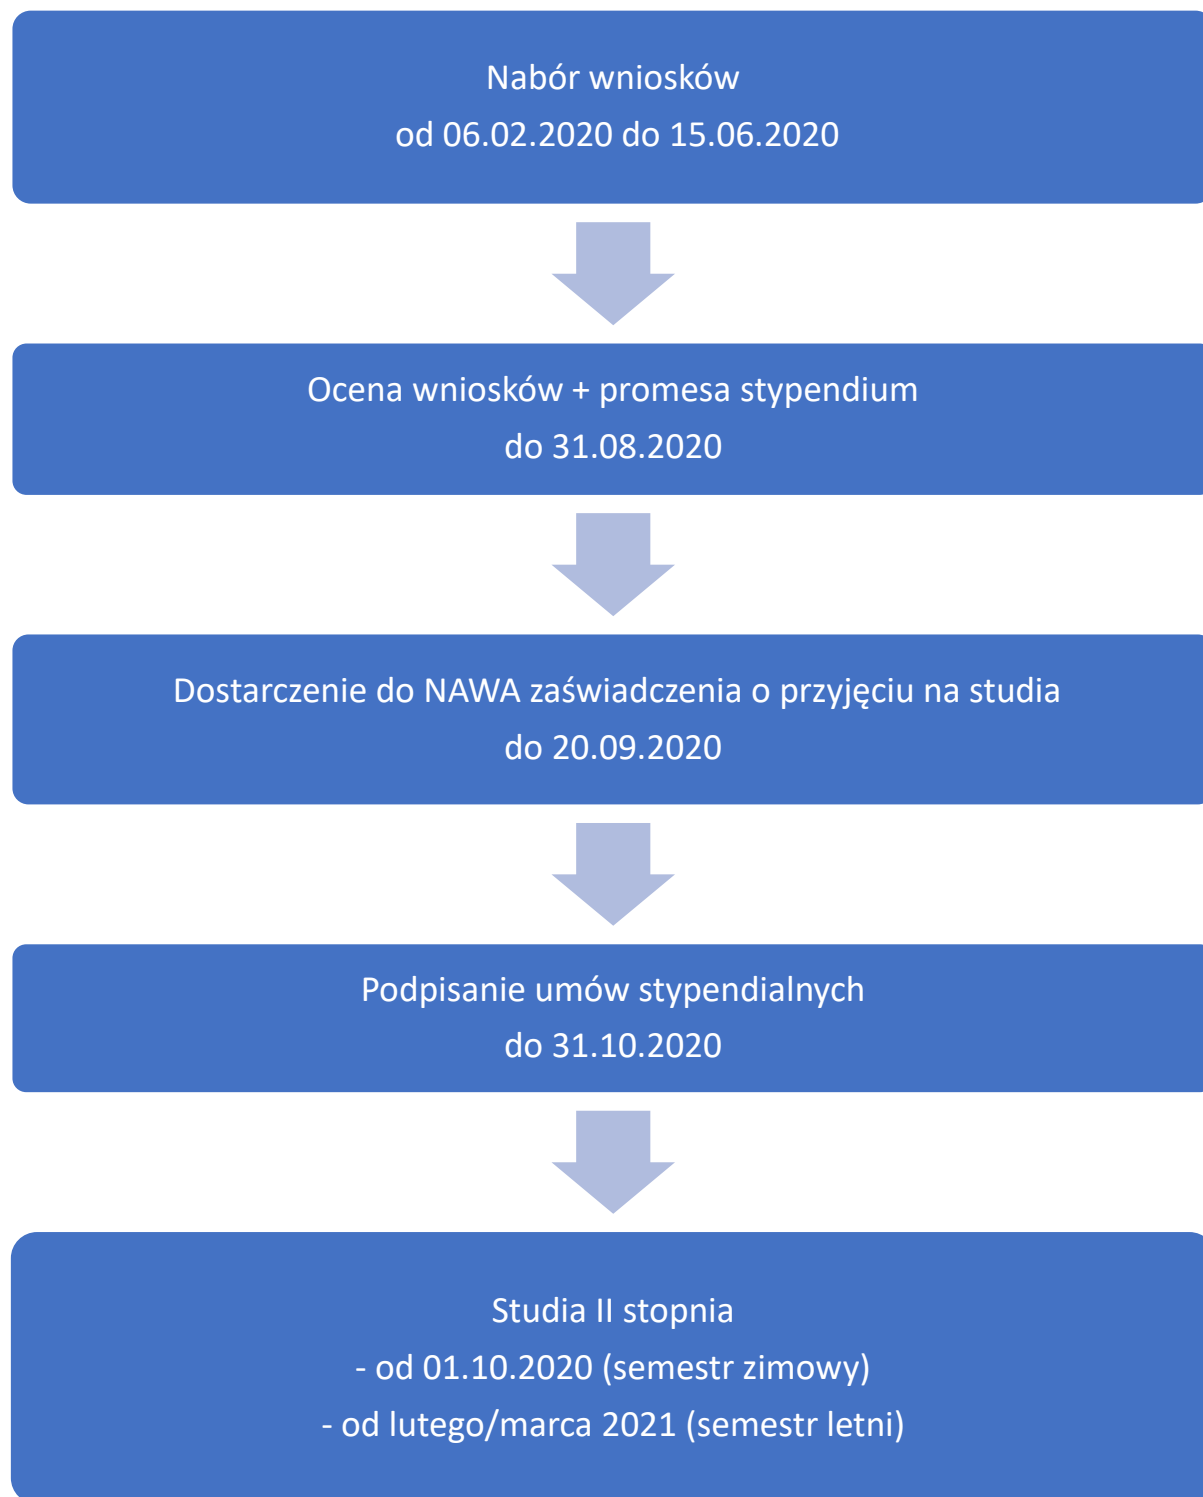 Nabór wniosków
od 06.02.2020 do 15.06.2020
Ocena wniosków + promesa stypendium
do 31.08.2020
Dostarczenie do NAWA zaświadczenia o przyjęciu na studia
do 20.09.2020
Podpisanie umów stypendialnych
do 31.10.2020
Studia II stopnia
- od 01.10.2020 (semestr zimowy)
- od lutego/marca 2021 (semestr letni)